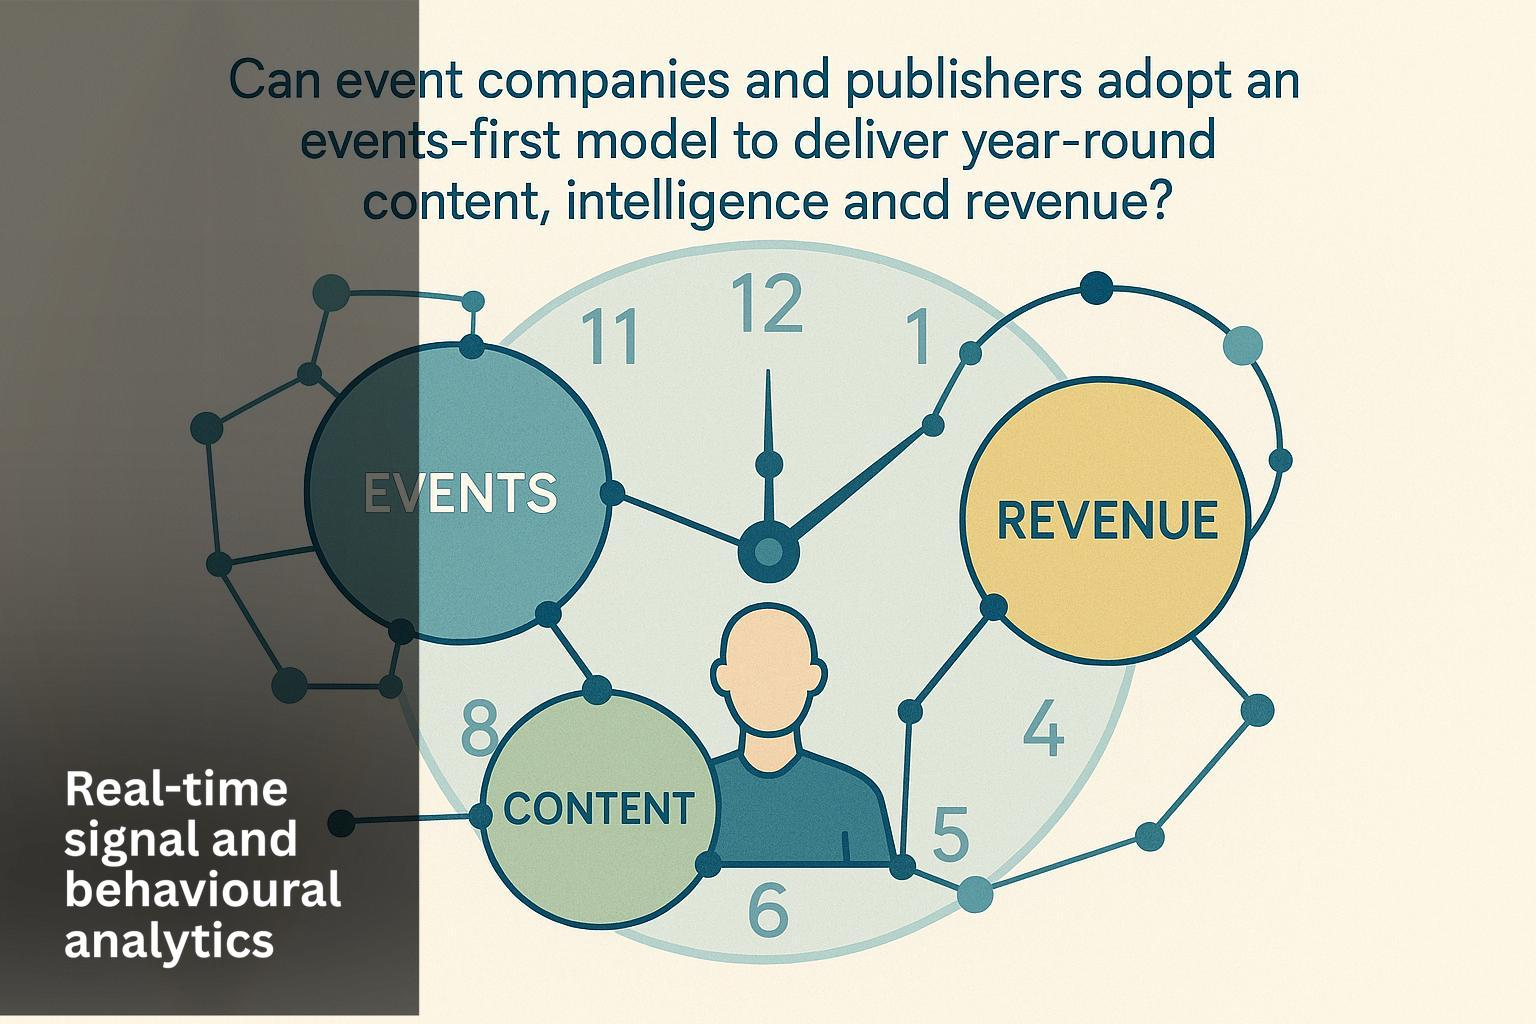 Can event companies and publishers adopt an
events-first model to deliver year-round
content, intelligence ancd revenue?
12
11
1
EVENTS
REVENUE
8
4
CONTENT
5
6
Real-time
signal and
behavioural
analytics